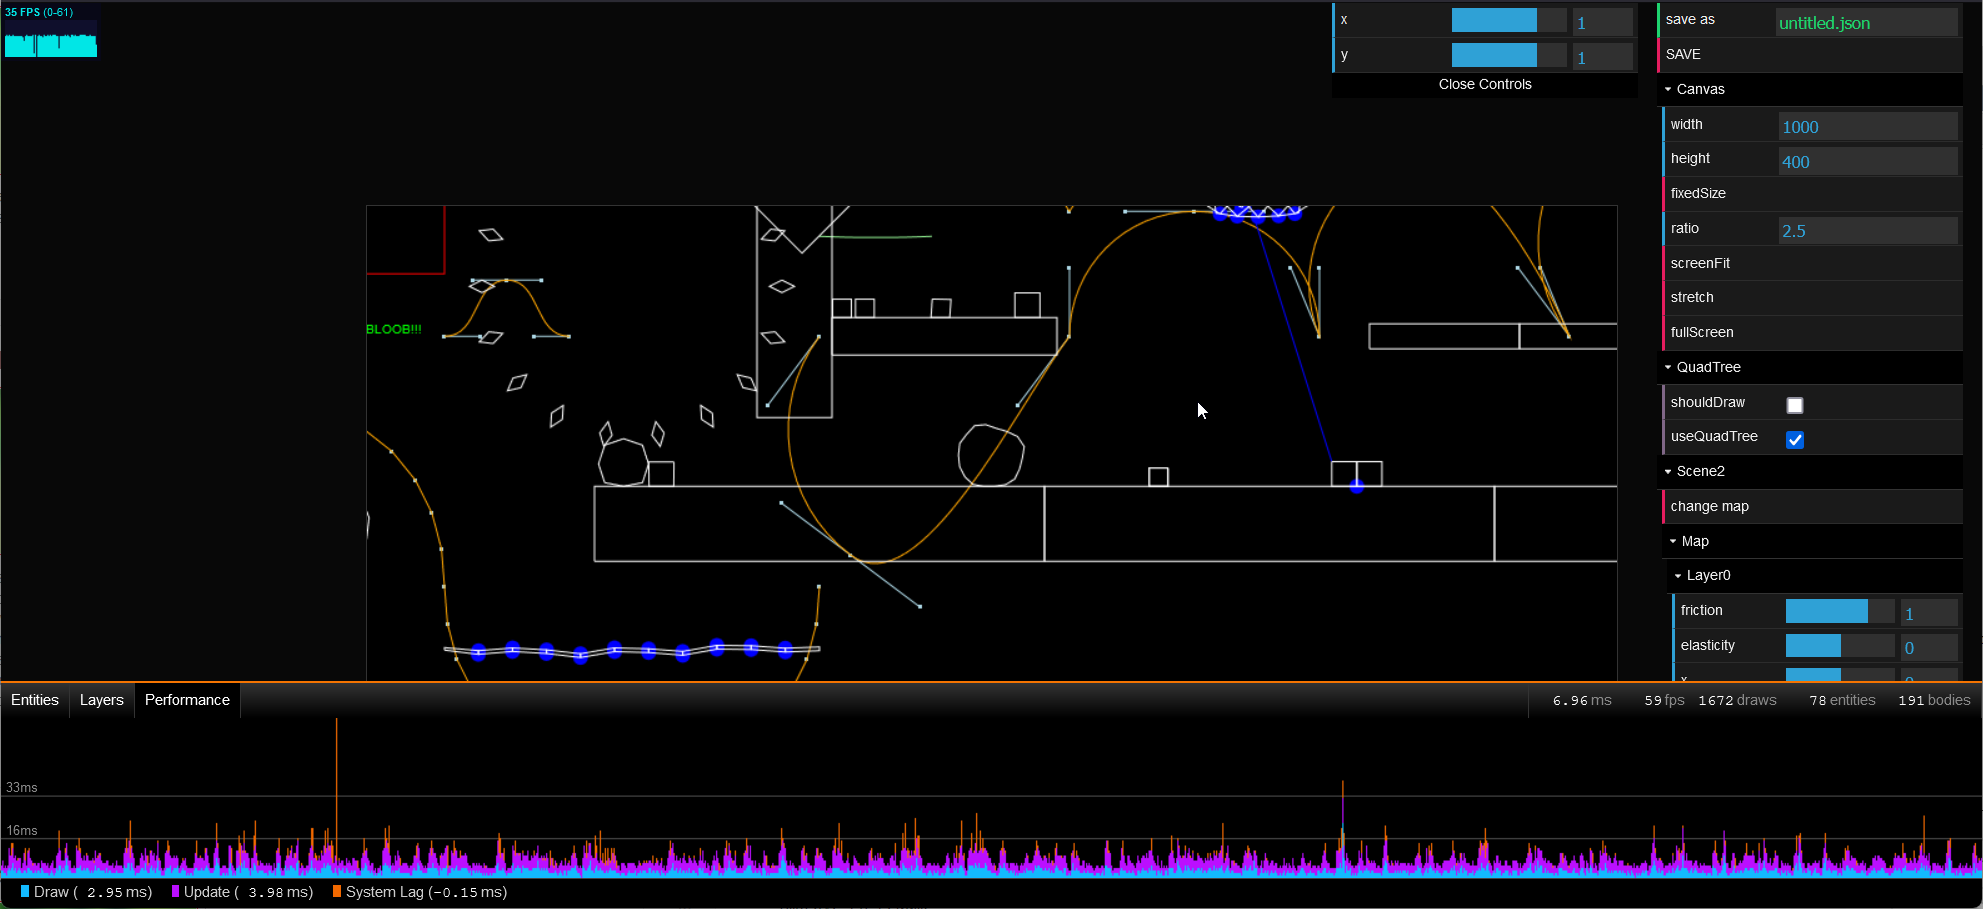 35 FPS (0-61)
x 1
y 1
Close Controls
save as untitled.json
SAVE
Canvas
width 1000
height 400
fixedSize
ratio 2.5
screenFit
stretch
fullScreen
QuadTree
shouldDraw
useQuadTree
Scene2
change map
Map
Layer0
friction 1
elasticity 0
BLOOB!!!
Entities Layers Performance 6.96 ms 59 fps 1672 draws 78 entities 191 bodies
33ms
16ms
Draw ( 2.95 ms) Update ( 3.98 ms) System Lag (-0.15 ms)